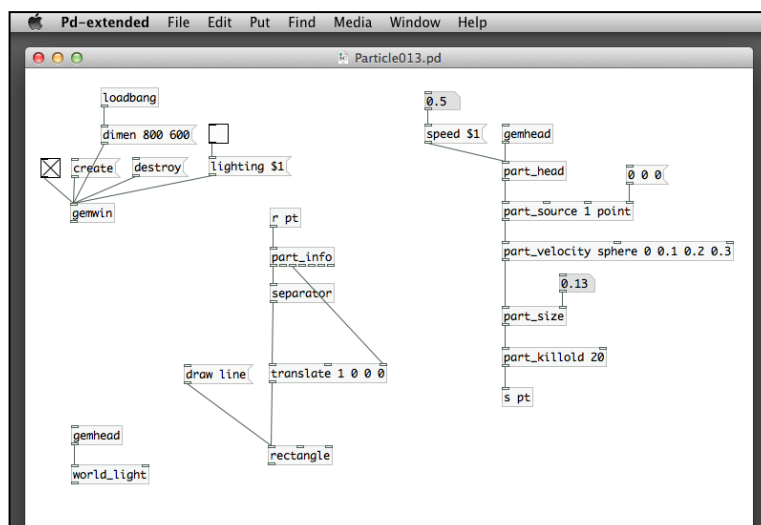 Pd-extended File Edit Put Find Media Window Help
Particle013.pd
loadbang
dimen 800 600
create
destroy
lighting $1
gemwin
r pt
part_info
separator
draw line
translate 1 0 0 0
rectangle
gemhead
world_light
0.5
speed $1
gemhead
part_head
0 0 0
part_source 1 point
part_velocity sphere 0 0.1 0.2 0.3
0.13
part_size
part_killold 20
s pt